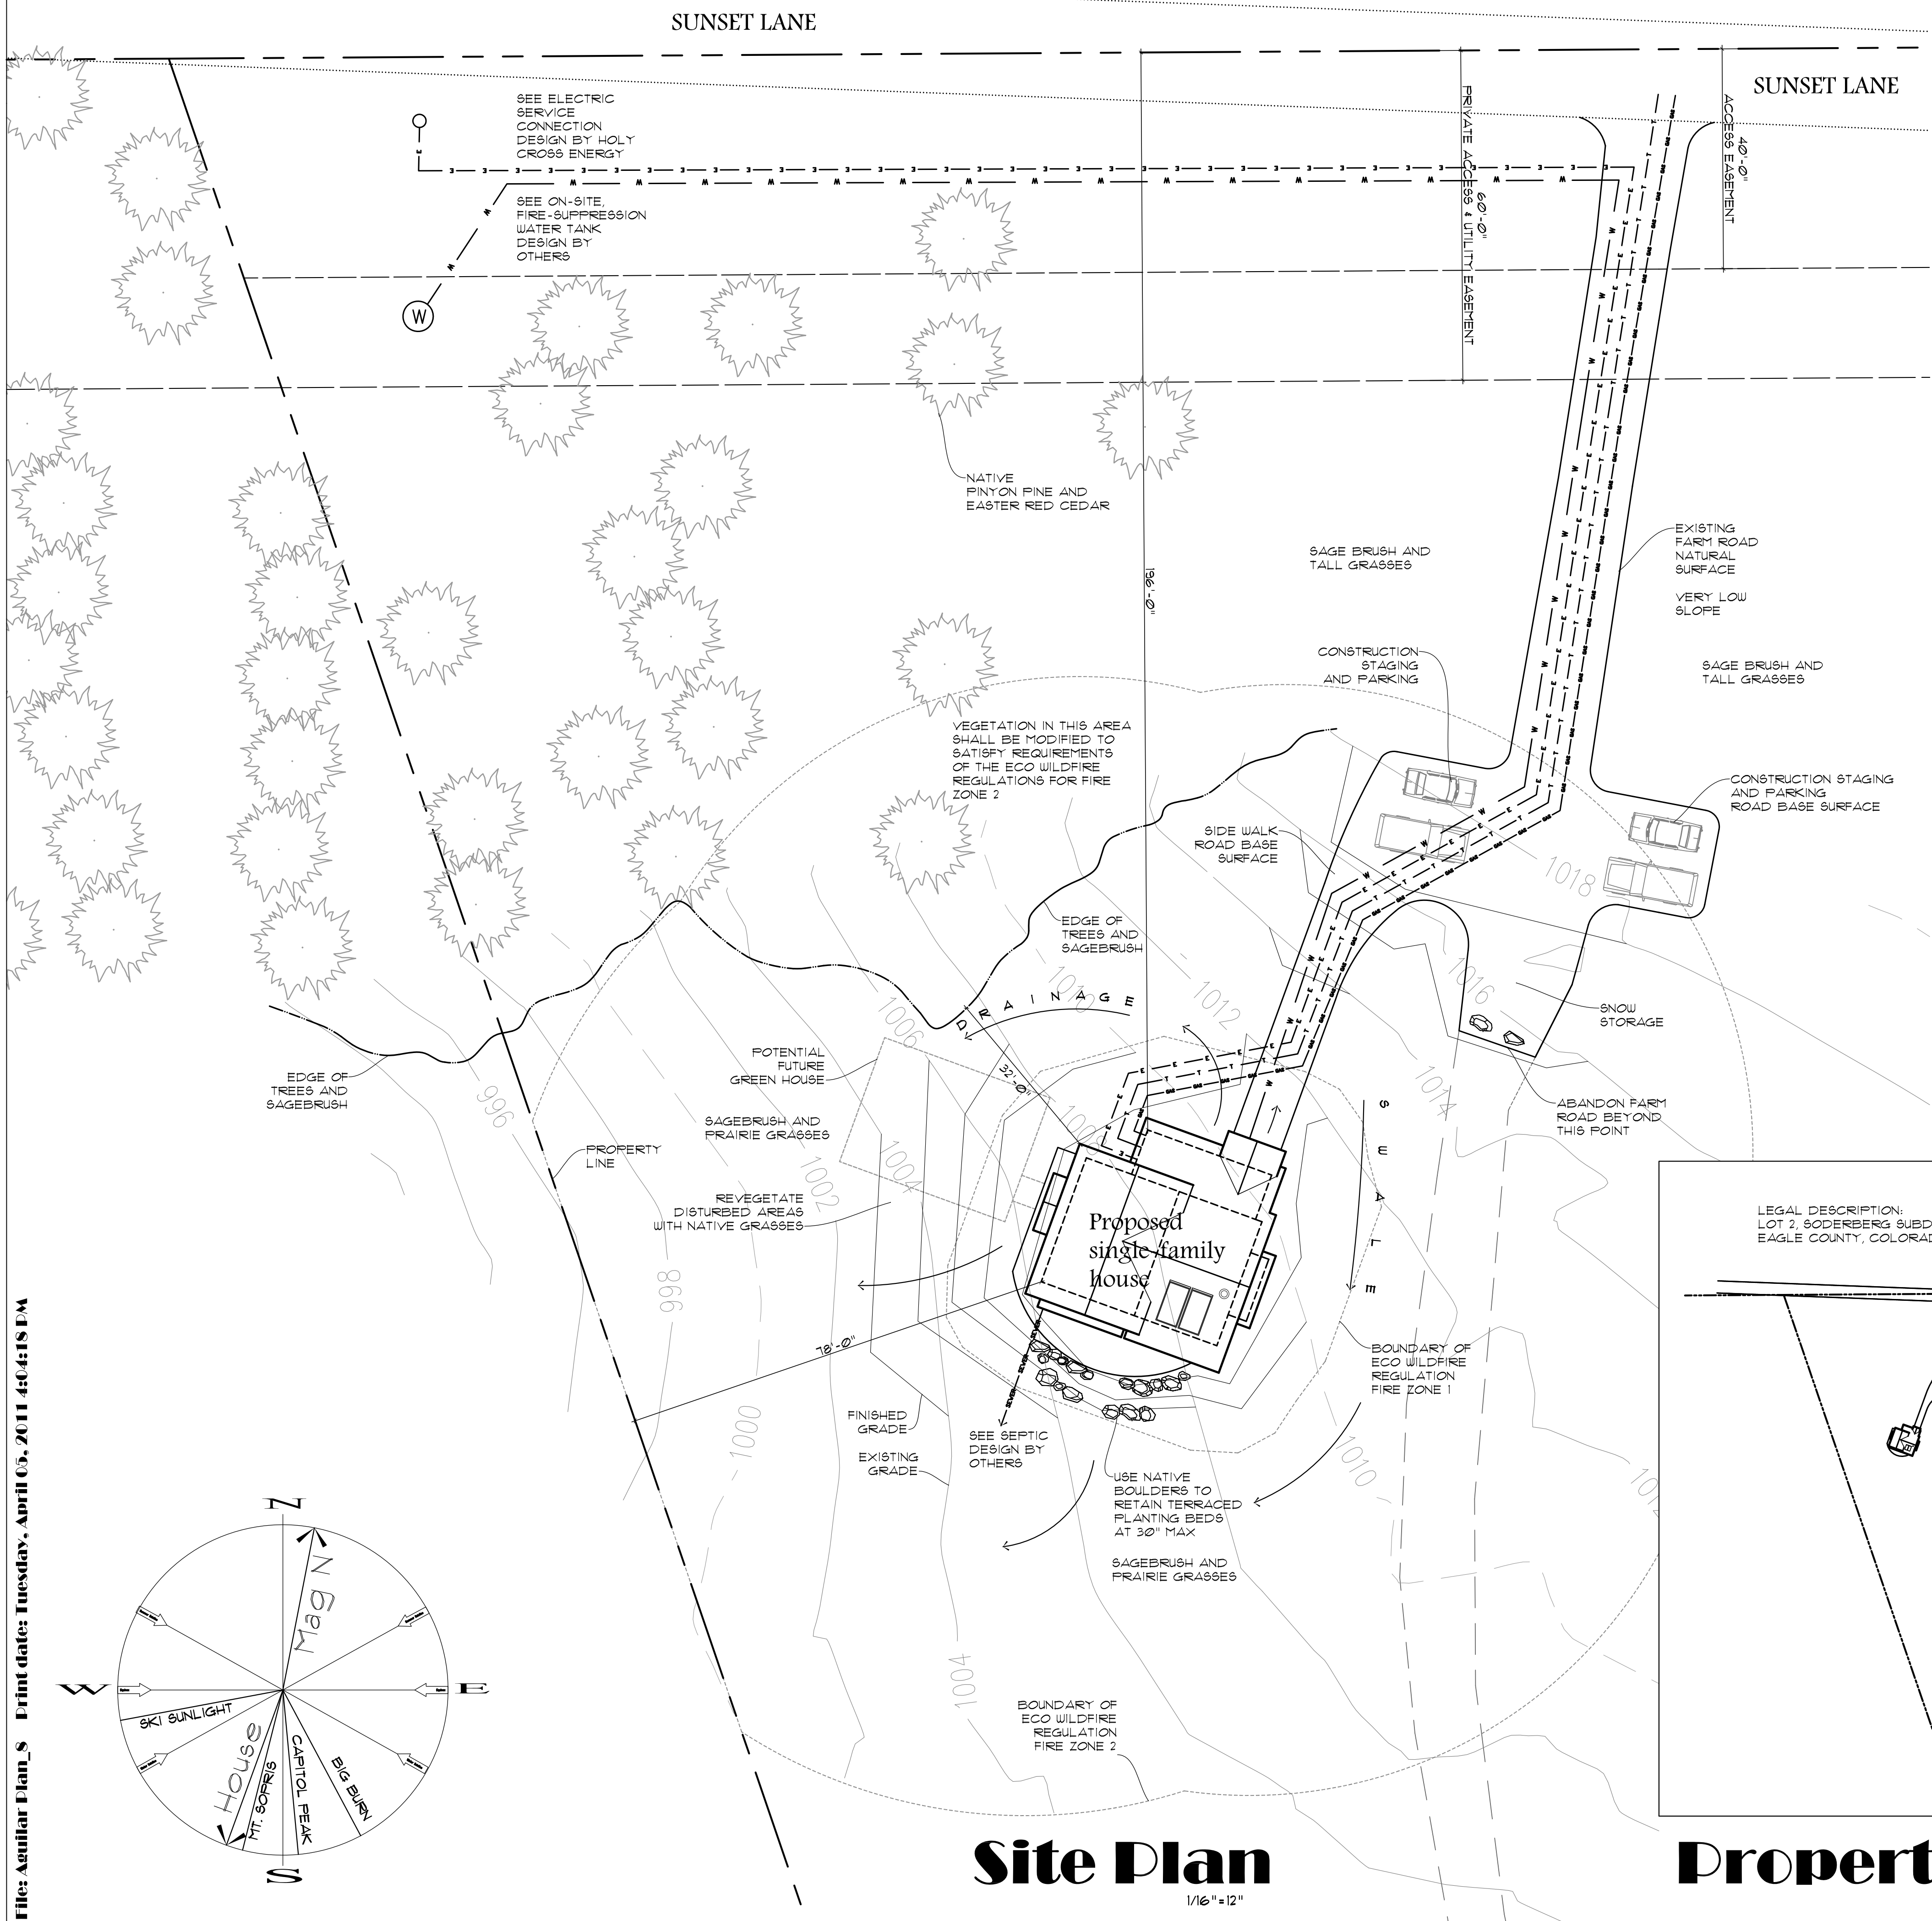 SUNSET LANE
SUNSET LANE
SEE ELECTRIC
SERVICE
CONNECTION
DESIGN BY HOLY
CROSS ENERGY
SEE ON-SITE,
FIRE-SUPPRESSION
WATER TANK
DESIGN BY
OTHERS
W
60'-0"
PRIVATE ACCESS & UTILITY EASEMENT
40'-0"
ACCESS EASEMENT
NATIVE
PINYON PINE AND
EASTER RED CEDAR
196'-0"
SAGE BRUSH AND
TALL GRASSES
EXISTING
FARM ROAD
NATURAL
SURFACE
VERY LOW
SLOPE
SAGE BRUSH AND
TALL GRASSES
CONSTRUCTION
STAGING
AND PARKING
VEGETATION IN THIS AREA
SHALL BE MODIFIED TO
SATISFY REQUIREMENTS
OF THE ECO WILDFIRE
REGULATIONS FOR FIRE
ZONE 2
CONSTRUCTION STAGING
AND PARKING
ROAD BASE SURFACE
SIDE WALK
ROAD BASE
SURFACE
1018
EDGE OF
TREES AND
SAGEBRUSH
1016
1010
1012
1006
DRAINAGE
SNOW
STORAGE
EDGE OF
TREES AND
SAGEBRUSH
996
POTENTIAL
FUTURE
GREEN HOUSE
32'-0"
1014
1008
SWALE
ABANDON FARM
ROAD BEYOND
THIS POINT
SAGEBRUSH AND
PRAIRIE GRASSES
PROPERTY
LINE
1002
1004
REVEGETATE
DISTURBED AREAS
WITH NATIVE GRASSES
Proposed
single-family
house
LEGAL DESCRIPTION:
LOT 2, SODERBERG SUBD
EAGLE COUNTY, COLORAD
998
78'-0"
BOUNDARY OF
ECO WILDFIRE
REGULATION
FIRE ZONE 1
SEWER
SEWER
1000
FINISHED
GRADE
EXISTING
GRADE
SEE SEPTIC
DESIGN BY
OTHERS
1010
USE NATIVE
BOULDERS TO
RETAIN TERRACED
PLANTING BEDS
AT 30" MAX
SAGEBRUSH AND
PRAIRIE GRASSES
1004
BOUNDARY OF
ECO WILDFIRE
REGULATION
FIRE ZONE 2
N
Mag N
W
E
SKI SUNLIGHT
House
MT. SOPRIS
CAPITOL PEAK
BIG BURN
S
Site Plan
1/16"=12"
Propert
File: Aguilar Plan_8 Print date: Tuesday, April 05, 2011 4:04:18 PM